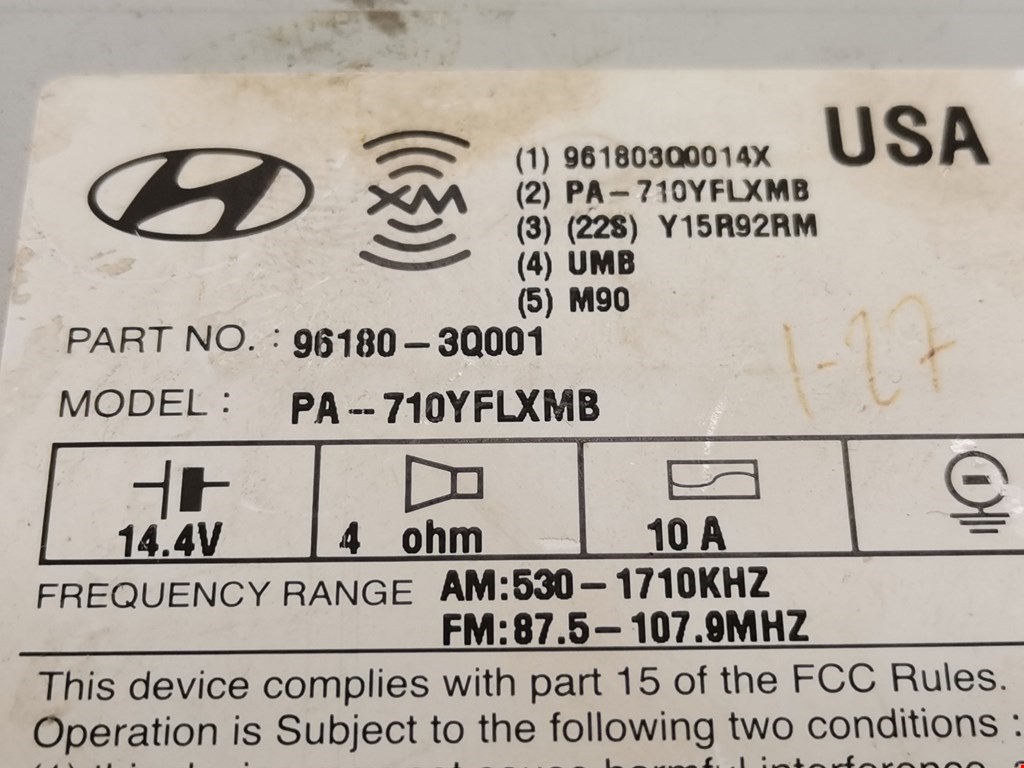 XM
USA
(1) 961803Q0014X
(2) PA-710YFLXMB
(3) (22S) Y15R92RM
(4) UMB
(5) M90
PART NO. : 96180-3Q001
MODEL : PA--710YFLXMB
1-27
14.4V 4 ohm 10 A
FREQUENCY RANGE AM:530-1710KHZ
FM:87.5-107.9MHZ
This device complies with part 15 of the FCC Rules.
Operation is Subject to the following two conditions :